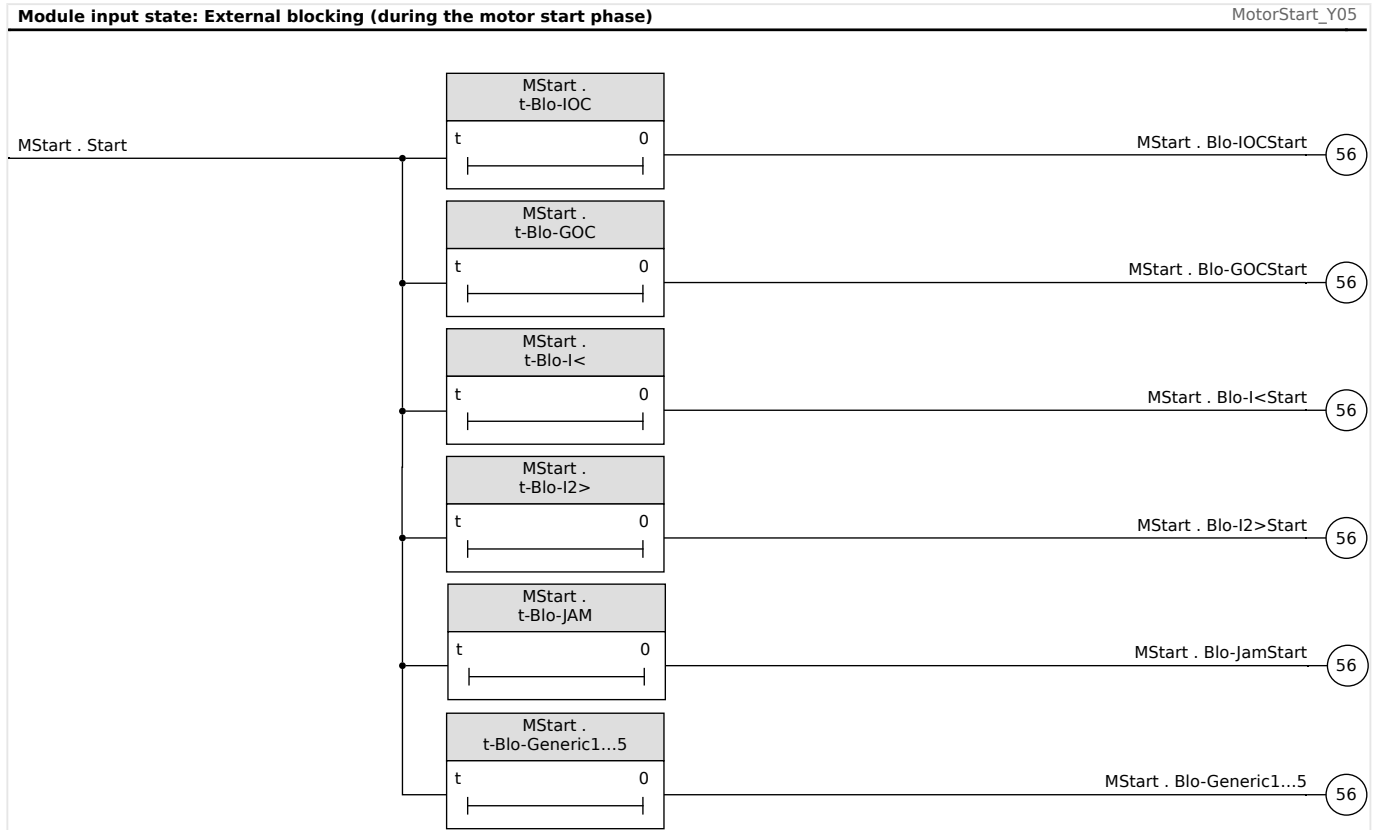 Module input state: External blocking (during the motor start phase)
MotorStart_Y05
MStart .
t-Blo-IOC
t 0
MStart . Start
MStart . Blo-IOCStart
56
MStart .
t-Blo-GOC
t 0
MStart . Blo-GOCStart
56
MStart .
t-Blo-I<
t 0
MStart . Blo-I<Start
56
MStart .
t-Blo-I2>
t 0
MStart . Blo-I2>Start
56
MStart .
t-Blo-JAM
t 0
MStart . Blo-JamStart
56
MStart .
t-Blo-Generic1...5
t 0
MStart . Blo-Generic1...5
56